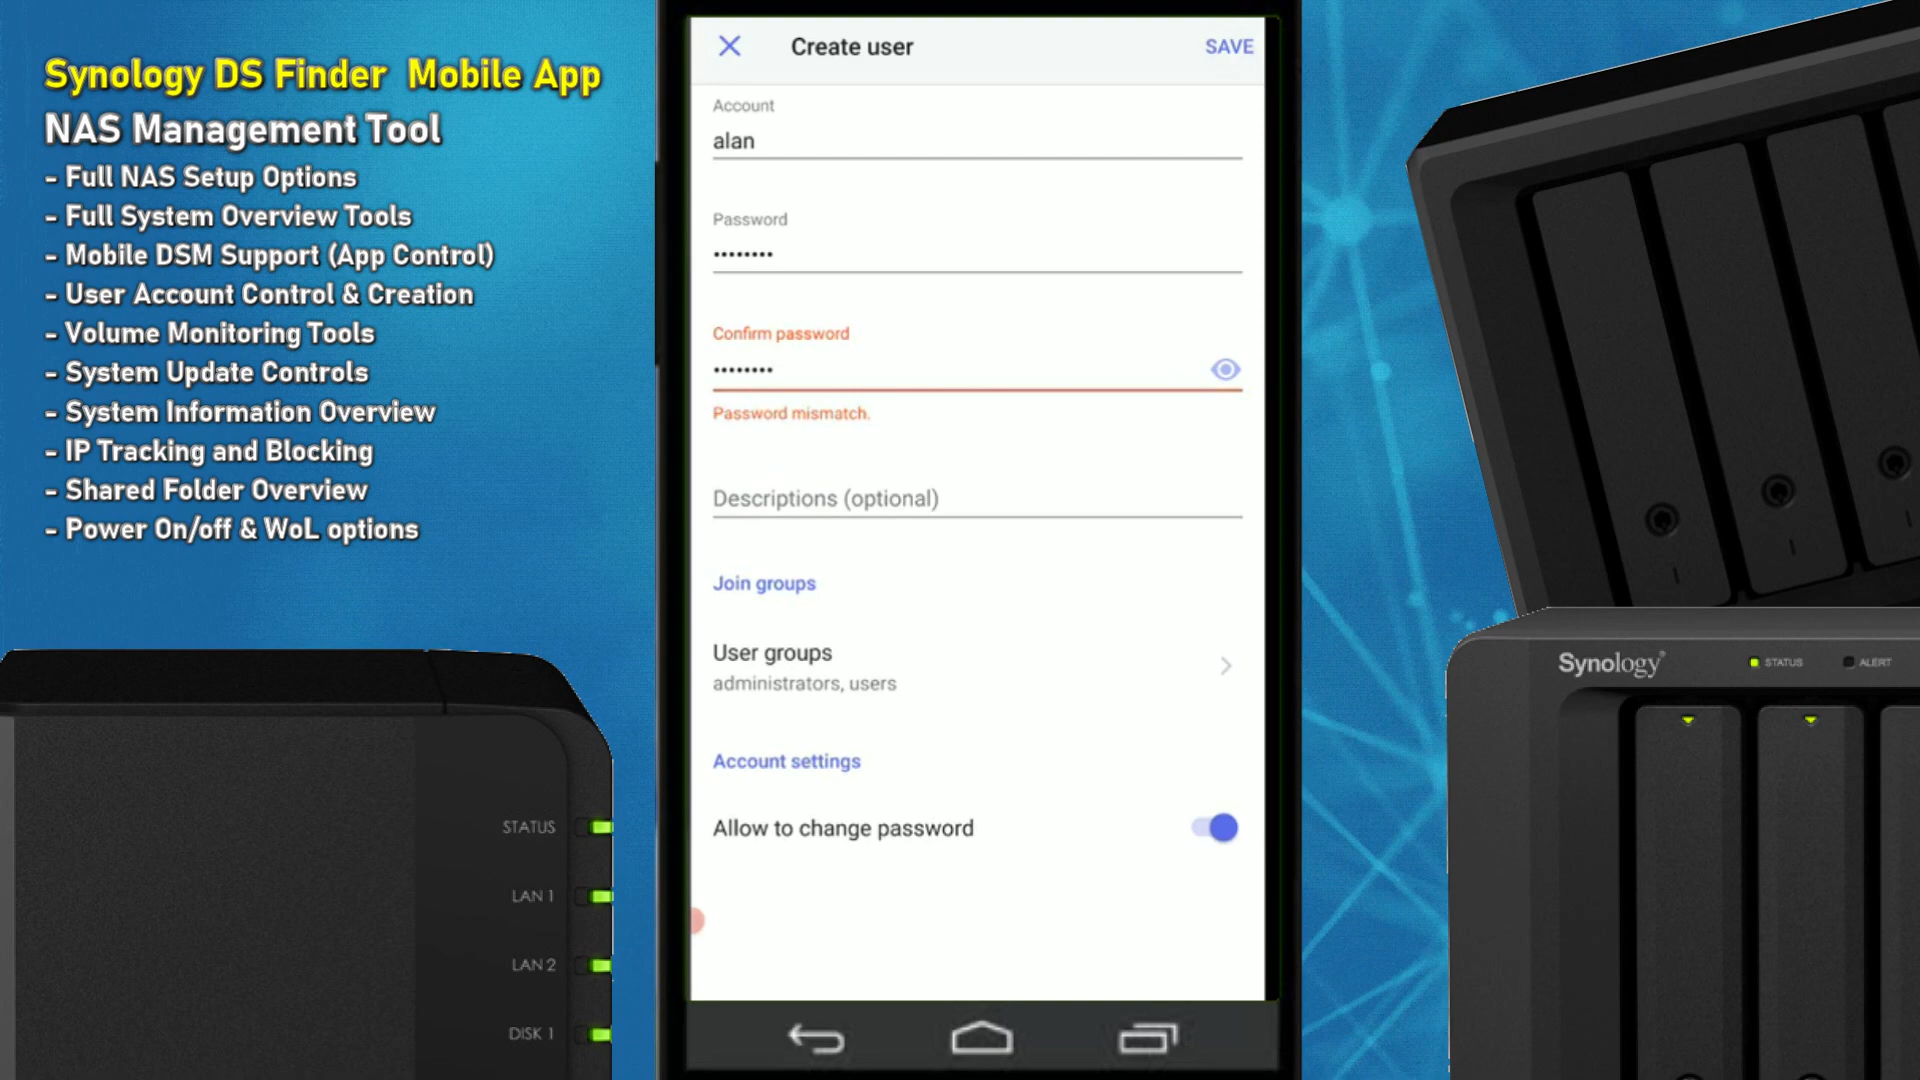 Synology DS Finder Mobile App
NAS Management Tool
- Full NAS Setup Options
- Full System Overview Tools
- Mobile DSM Support (App Control)
- User Account Control & Creation
- Volume Monitoring Tools
- System Update Controls
- System Information Overview
- IP Tracking and Blocking
- Shared Folder Overview
- Power On/off & WoL options
STATUS
LAN 1
LAN 2
DISK 1
Create user
SAVE
Account
alan
Password
••••••••
Confirm password
••••••••
Password mismatch.
Descriptions (optional)
Join groups
User groups
administrators, users
Account settings
Allow to change password
Synology®
STATUS
ALERT